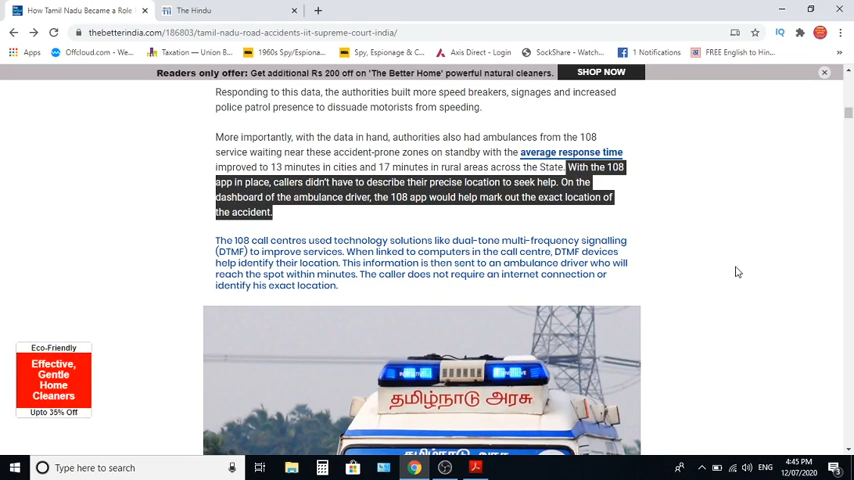 How Tamil Nadu Became a Role
The Hindu
thebetterindia.com/186803/tamil-nadu-road-accidents-iit-supreme-court-india/
Apps
Offcloud.com - We...
Taxation — Union B...
1960s Spy/Espiona...
Spy, Espionage & C...
Axis Direct - Login
SockShare - Watch...
1 Notifications
FREE English to Hin...
Readers only offer: Get additional Rs 200 off on 'The Better Home' powerful natural cleaners.
SHOP NOW
Responding to this data, the authorities built more speed breakers, signages and increased
police patrol presence to dissuade motorists from speeding.
More importantly, with the data in hand, authorities also had ambulances from the 108
service waiting near these accident-prone zones on standby with the average response time
improved to 13 minutes in cities and 17 minutes in rural areas across the State. With the 108
app in place, callers didn't have to describe their precise location to seek help. On the
dashboard of the ambulance driver, the 108 app would help mark out the exact location of
the accident.
The 108 call centres used technology solutions like dual-tone multi-frequency signalling
(DTMF) to improve services. When linked to computers in the call centre, DTMF devices
help identify their location. This information is then sent to an ambulance driver who will
reach the spot within minutes. The caller does not require an internet connection or
identify his exact location.
Eco-Friendly
Effective,
Gentle
Home
Cleaners
Upto 35% Off
தமிழ்நாடு அரசு
Type here to search
ENG
4:45 PM
12/07/2020
3